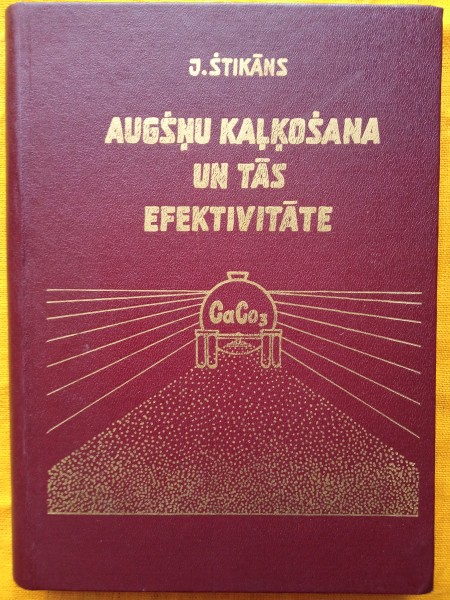 J. ŠTIKĀNS
AUGŠŅU KAĻĶOŠANA
UN TĀS
EFEKTIVITĀTE
CaCo₃